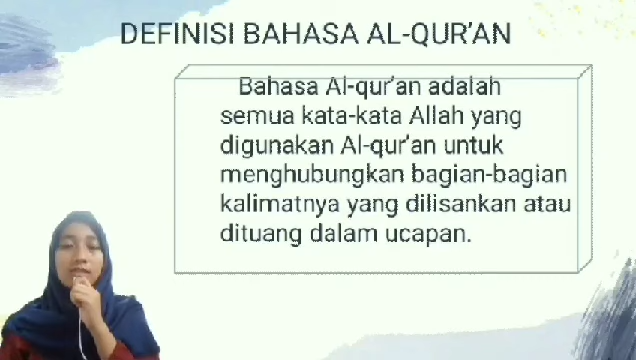 DEFINISI BAHASA AL-QUR’AN
Bahasa Al-qur'an adalah
semua kata-kata Allah yang
digunakan Al-qur'an untuk
menghubungkan bagian-bagian
kalimatnya yang dilisankan atau
dituang dalam ucapan.